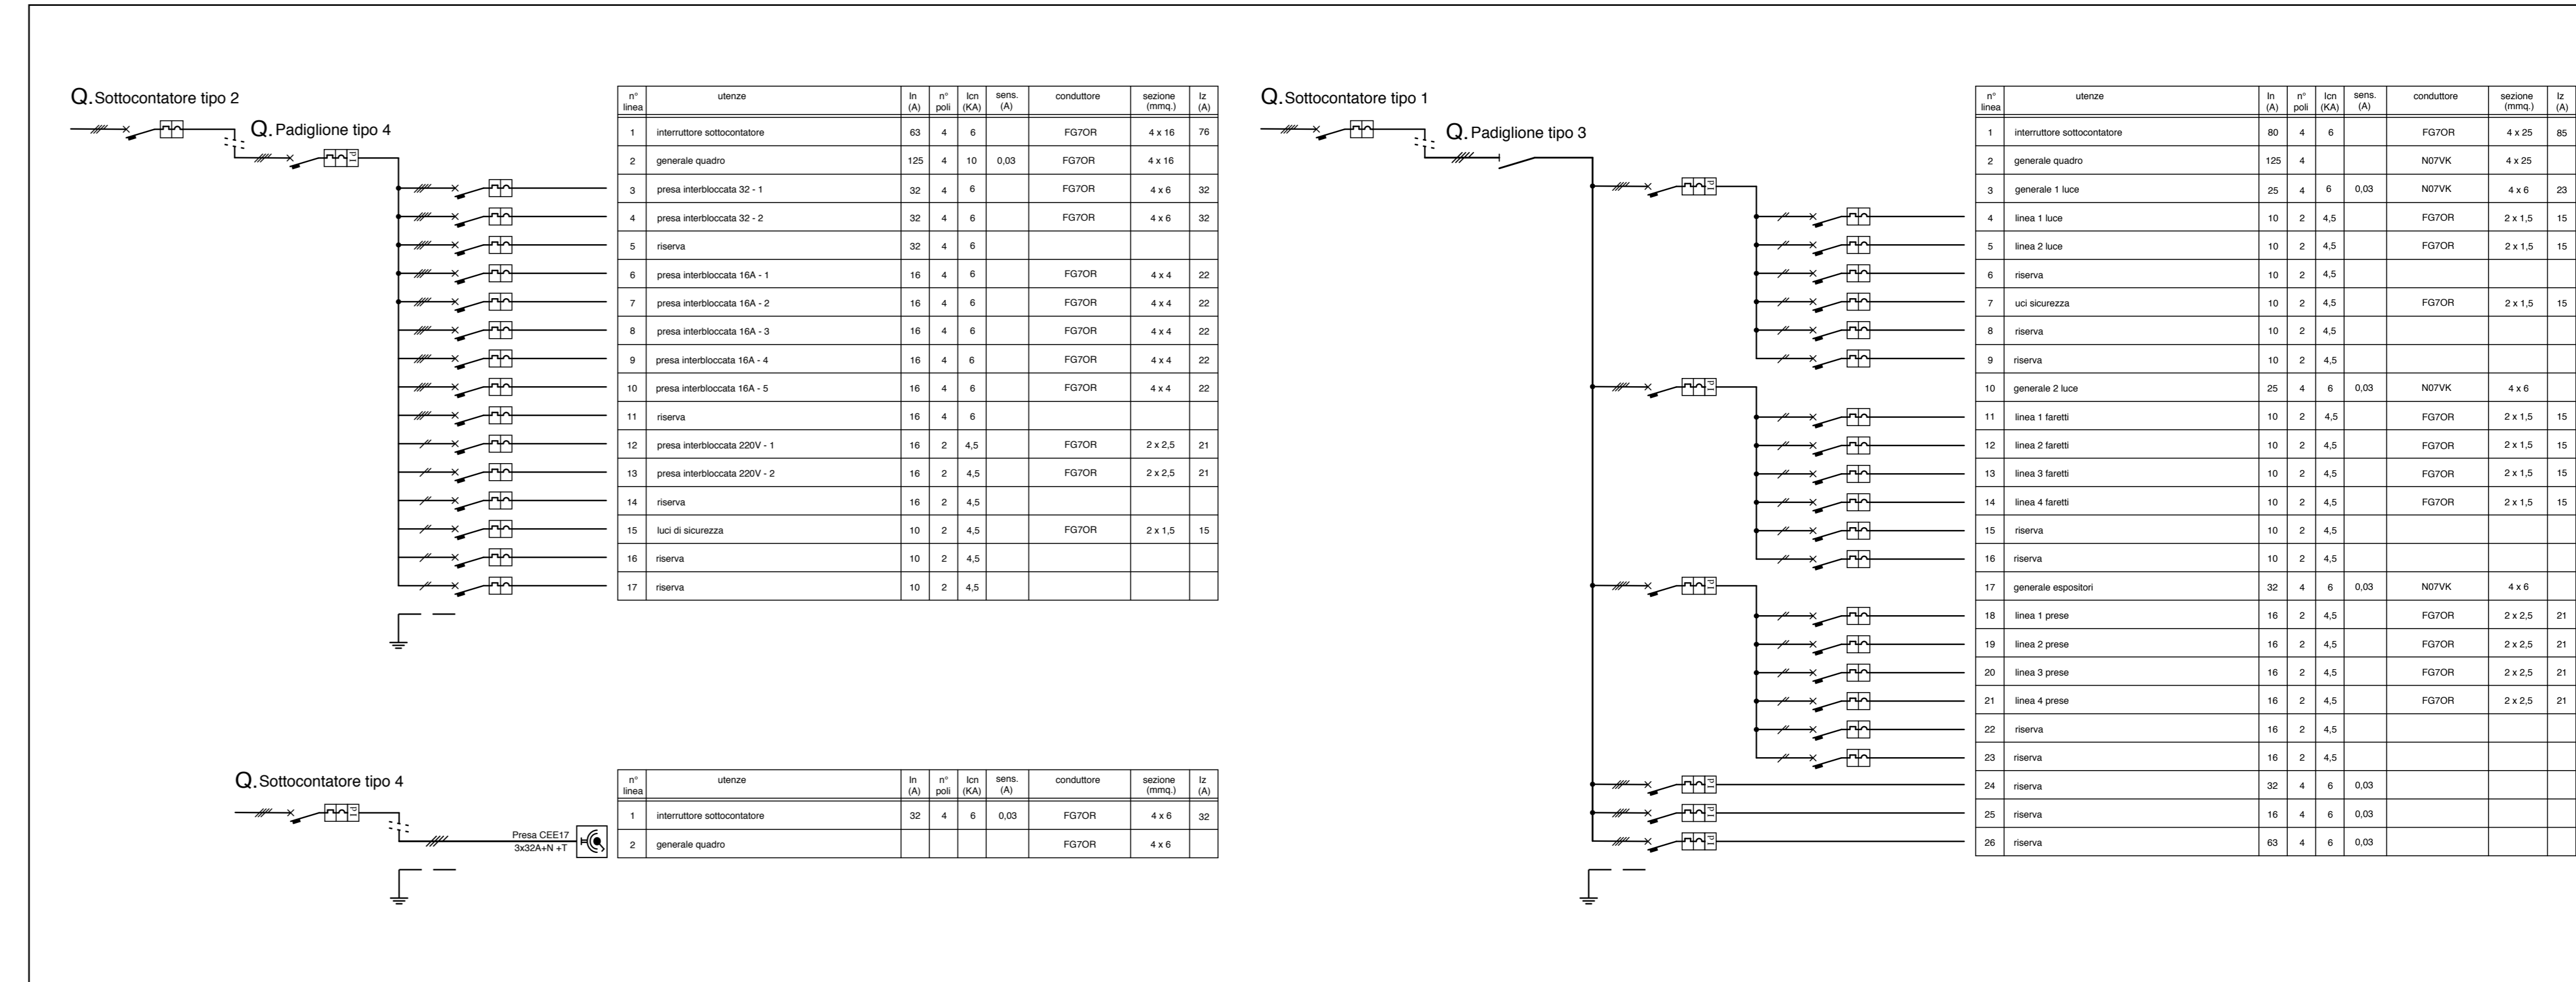 Q. Sottocontatore tipo 2
Q. Padiglione tipo 4
n° linea utenze In (A) n° poli Icn (KA) sens. (A) conduttore sezione (mmq.) Iz (A)
1 interruttore sottocontatore 63 4 6 FG7OR 4 x 16 76
2 generale quadro 125 4 10 0,03 FG7OR 4 x 16
3 presa interbloccata 32 - 1 32 4 6 FG7OR 4 x 6 32
4 presa interbloccata 32 - 2 32 4 6 FG7OR 4 x 6 32
5 riserva 32 4 6
6 presa interbloccata 16A - 1 16 4 6 FG7OR 4 x 4 22
7 presa interbloccata 16A - 2 16 4 6 FG7OR 4 x 4 22
8 presa interbloccata 16A - 3 16 4 6 FG7OR 4 x 4 22
9 presa interbloccata 16A - 4 16 4 6 FG7OR 4 x 4 22
10 presa interbloccata 16A - 5 16 4 6 FG7OR 4 x 4 22
11 riserva 16 4 6
12 presa interbloccata 220V - 1 16 2 4,5 FG7OR 2 x 2,5 21
13 presa interbloccata 220V - 2 16 2 4,5 FG7OR 2 x 2,5 21
14 riserva 16 2 4,5
15 luci di sicurezza 10 2 4,5 FG7OR 2 x 1,5 15
16 riserva 10 2 4,5
17 riserva 10 2 4,5
Q. Sottocontatore tipo 4
Presa CEE17
3x32A+N +T
n° linea utenze In (A) n° poli Icn (KA) sens. (A) conduttore sezione (mmq.) Iz (A)
1 interruttore sottocontatore 32 4 6 0,03 FG7OR 4 x 6 32
2 generale quadro FG7OR 4 x 6
Q. Sottocontatore tipo 1
Q. Padiglione tipo 3
n° linea utenze In (A) n° poli Icn (KA) sens. (A) conduttore sezione (mmq.) Iz (A)
1 interruttore sottocontatore 80 4 6 FG7OR 4 x 25 85
2 generale quadro 125 4 N07VK 4 x 25
3 generale 1 luce 25 4 6 0,03 N07VK 4 x 6 23
4 linea 1 luce 10 2 4,5 FG7OR 2 x 1,5 15
5 linea 2 luce 10 2 4,5 FG7OR 2 x 1,5 15
6 riserva 10 2 4,5
7 uci sicurezza 10 2 4,5 FG7OR 2 x 1,5 15
8 riserva 10 2 4,5
9 riserva 10 2 4,5
10 generale 2 luce 25 4 6 0,03 N07VK 4 x 6
11 linea 1 faretti 10 2 4,5 FG7OR 2 x 1,5 15
12 linea 2 faretti 10 2 4,5 FG7OR 2 x 1,5 15
13 linea 3 faretti 10 2 4,5 FG7OR 2 x 1,5 15
14 linea 4 faretti 10 2 4,5 FG7OR 2 x 1,5 15
15 riserva 10 2 4,5
16 riserva 10 2 4,5
17 generale espositori 32 4 6 0,03 N07VK 4 x 6
18 linea 1 prese 16 2 4,5 FG7OR 2 x 2,5 21
19 linea 2 prese 16 2 4,5 FG7OR 2 x 2,5 21
20 linea 3 prese 16 2 4,5 FG7OR 2 x 2,5 21
21 linea 4 prese 16 2 4,5 FG7OR 2 x 2,5 21
22 riserva 16 2 4,5
23 riserva 16 2 4,5
24 riserva 32 4 6 0,03
25 riserva 16 4 6 0,03
26 riserva 63 4 6 0,03